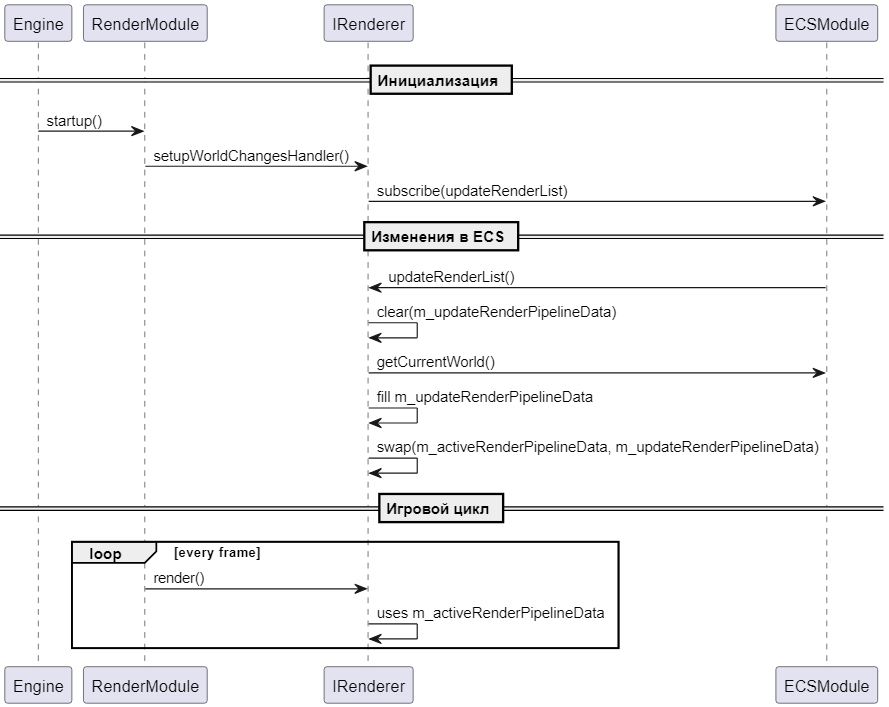 Engine RenderModule IRenderer ECSModule
Инициализация
startup()
setupWorldChangesHandler()
subscribe(updateRenderList)
Изменения в ECS
updateRenderList()
clear(m_updateRenderPipelineData)
getCurrentWorld()
fill m_updateRenderPipelineData
swap(m_activeRenderPipelineData, m_updateRenderPipelineData)
Игровой цикл
loop [every frame]
render()
uses m_activeRenderPipelineData
Engine RenderModule IRenderer ECSModule